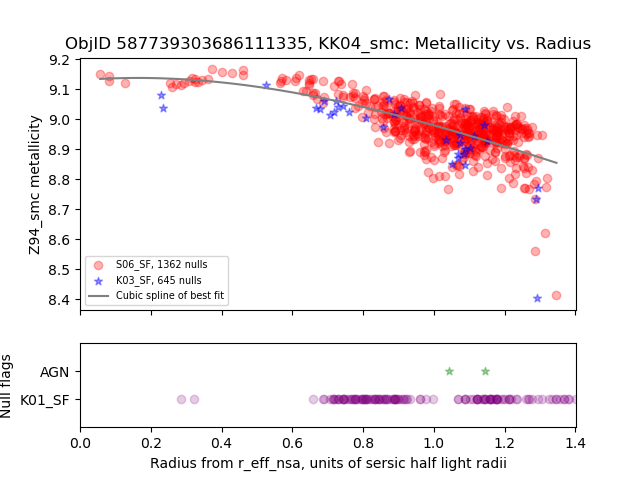 ObjID 587739303686111335, KK04_smc: Metallicity vs. Radius
Z94_smc metallicity
9.2
9.1
9.0
8.9
8.8
8.7
8.6
8.5
8.4
S06_SF, 1362 nulls
K03_SF, 645 nulls
Cubic spline of best fit
Null flags
AGN
K01_SF
0.0 0.2 0.4 0.6 0.8 1.0 1.2 1.4
Radius from r_eff_nsa, units of sersic half light radii